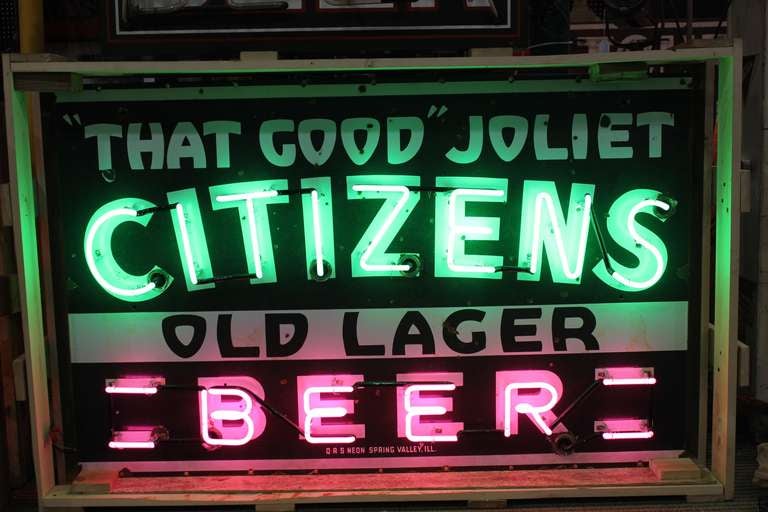 "THAT GOOD" JOLIET
CITIZENS
OLD LAGER
BEER
Q R S NEON SPRING VALLEY, ILL.